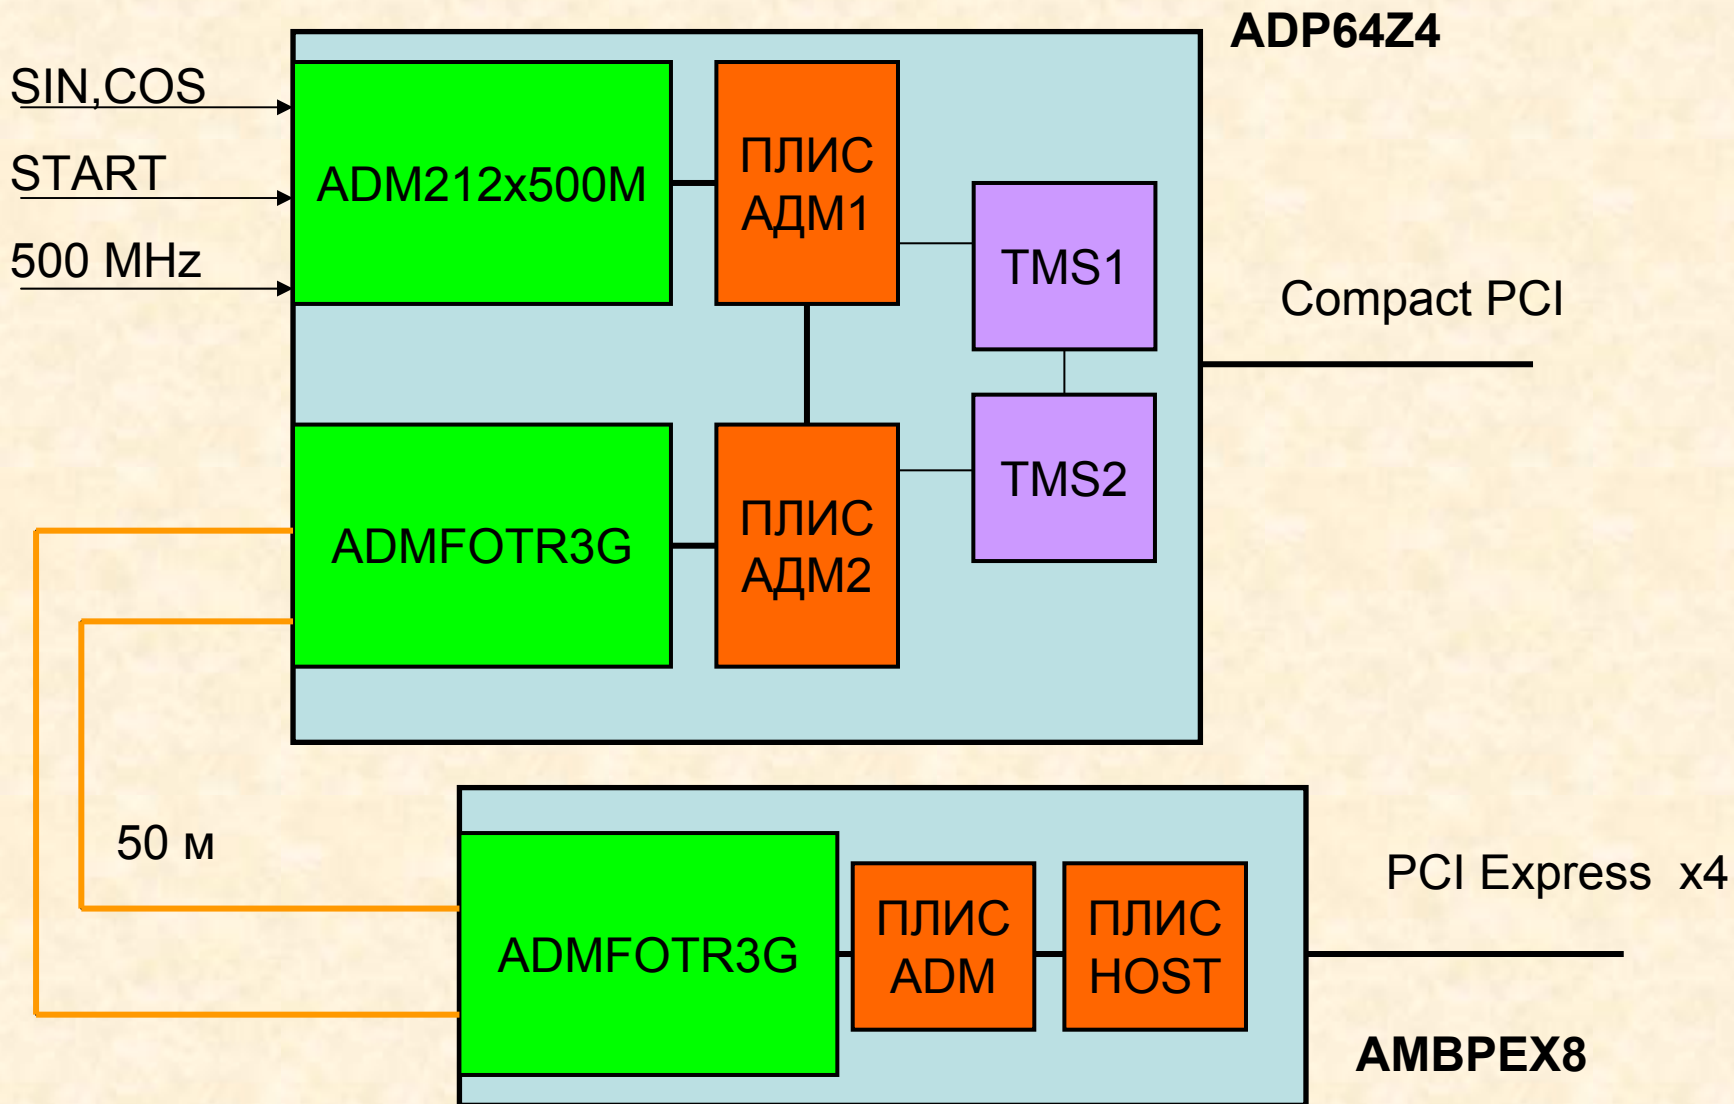 ADP64Z4
SIN,COS
START
500 MHz
ADM212x500M
ПЛИС
АДМ1
TMS1
Compact PCI
ADMFOTR3G
ПЛИС
АДМ2
TMS2
50 м
ADMFOTR3G
ПЛИС
ADM
ПЛИС
HOST
PCI Express x4
AMBPEX8